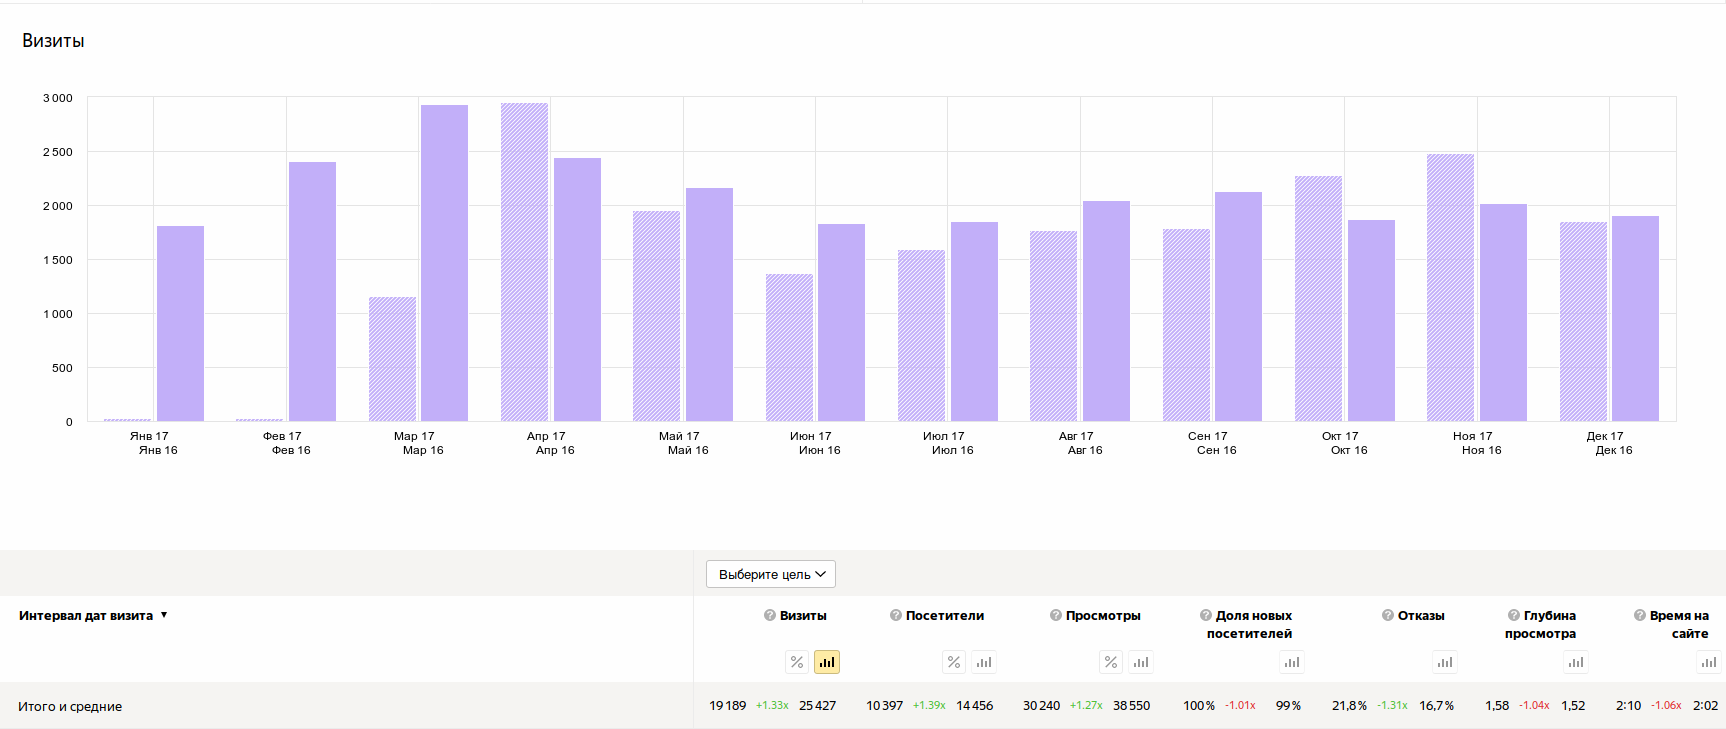 Визиты
3 000
2 500
2 000
1 500
1 000
500
0
Янв 17 Фев 17 Мар 17 Апр 17 Май 17 Июн 17 Июл 17 Авг 17 Сен 17 Окт 17 Ноя 17 Дек 17
Янв 16 Фев 16 Мар 16 Апр 16 Май 16 Июн 16 Июл 16 Авг 16 Сен 16 Окт 16 Ноя 16 Дек 16
Выберите цель
Интервал дат визита ▼ ? Визиты ? Посетители ? Просмотры ? Доля новых ? Отказы ? Глубина ? Время на
посетителей просмотра сайте
% % %
Итого и средние 19 189 +1.33x 25 427 10 397 +1.39x 14 456 30 240 +1.27x 38 550 100 % -1.01x 99 % 21,8 % -1.31x 16,7 % 1,58 -1.04x 1,52 2:10 -1.06x 2:02